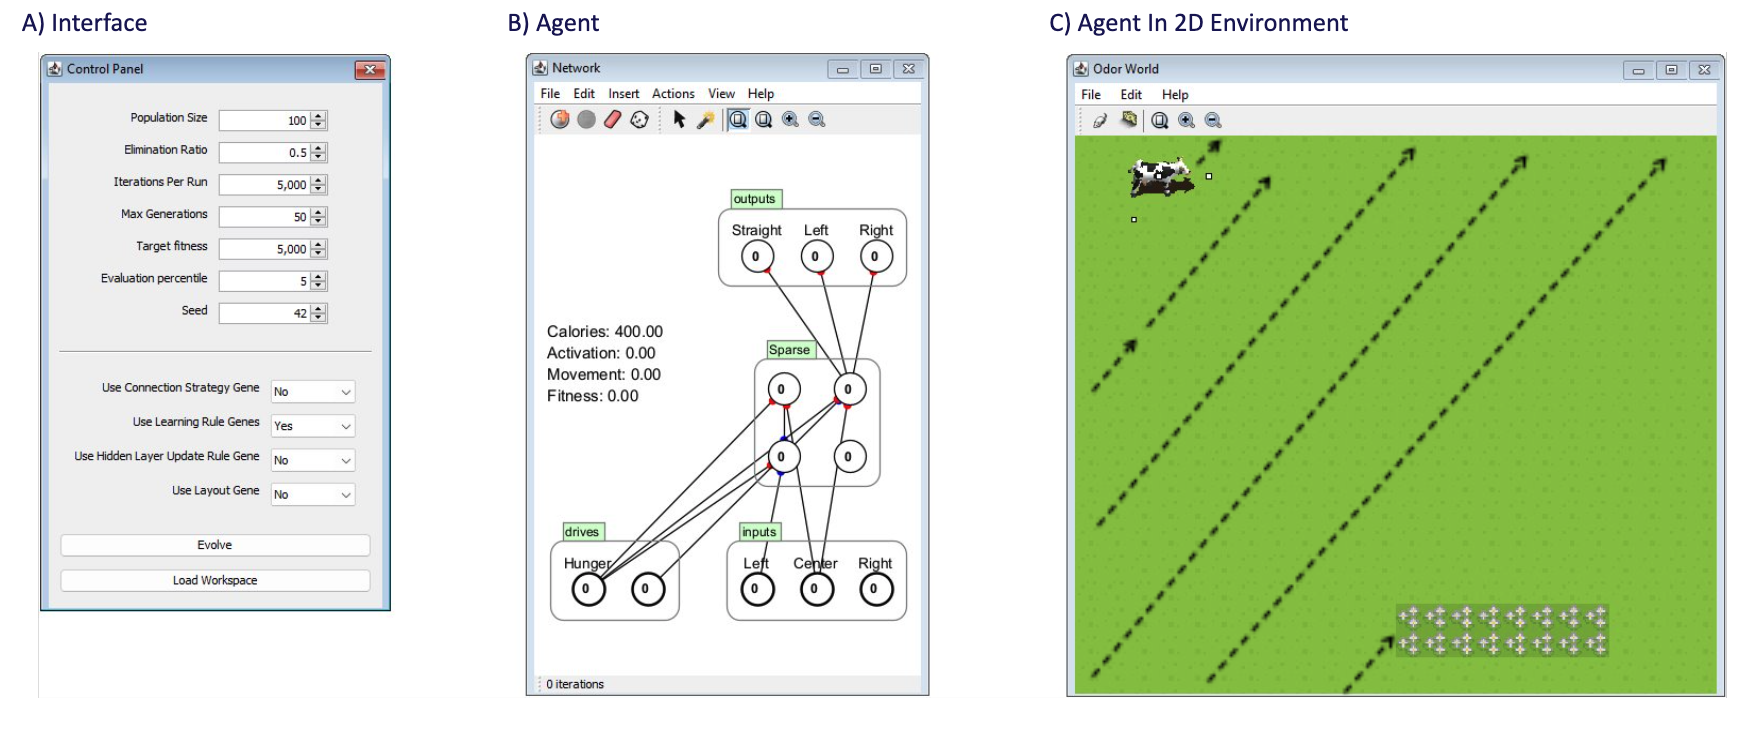 A) Interface
Control Panel
Population Size 100
Elimination Ratio 0.5
Iterations Per Run 5,000
Max Generations 50
Target fitness 5,000
Evaluation percentile 5
Seed 42
Use Connection Strategy Gene No
Use Learning Rule Genes Yes
Use Hidden Layer Update Rule Gene No
Use Layout Gene No
Evolve
Load Workspace
B) Agent
Network
File Edit Insert Actions View Help
outputs
Straight Left Right
0 0 0
Calories: 400.00
Activation: 0.00
Movement: 0.00
Fitness: 0.00
Sparse
0 0
0 0
drives
Hunger
0 0
inputs
Left Center Right
0 0 0
0 iterations
C) Agent In 2D Environment
Odor World
File Edit Help